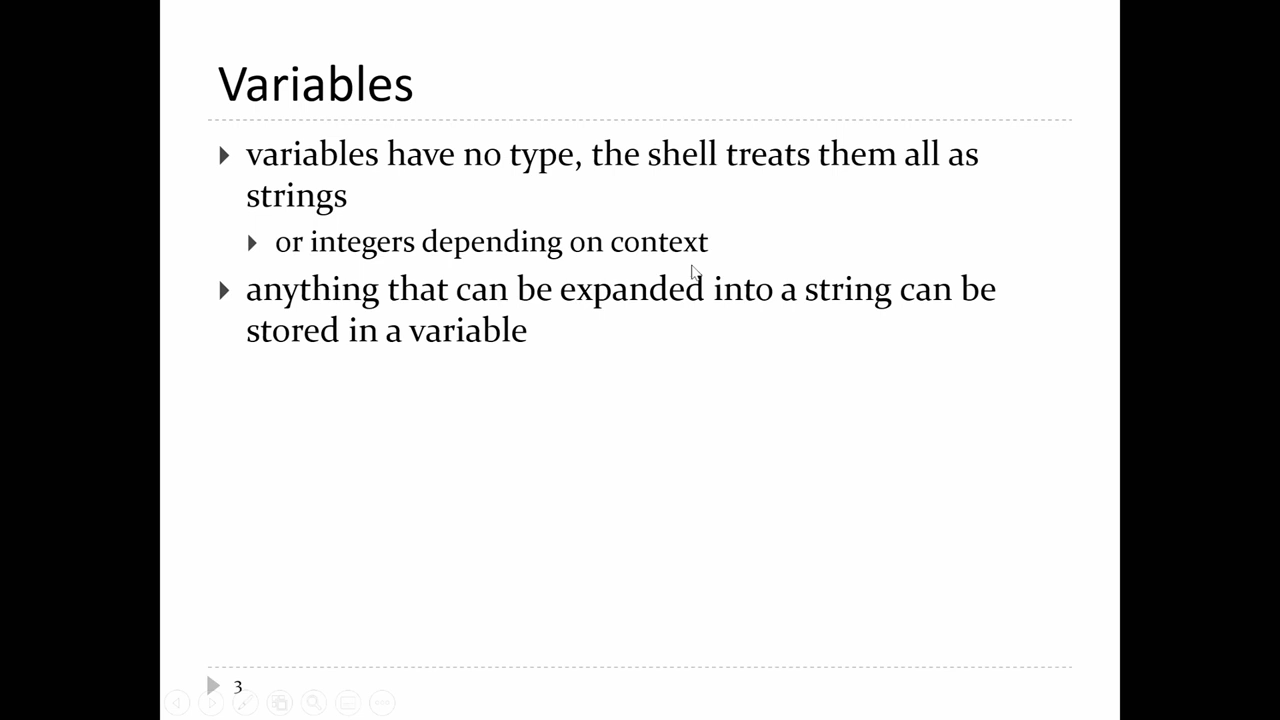 Variables
variables have no type, the shell treats them all as
strings
or integers depending on context
anything that can be expanded into a string can be
stored in a variable
3